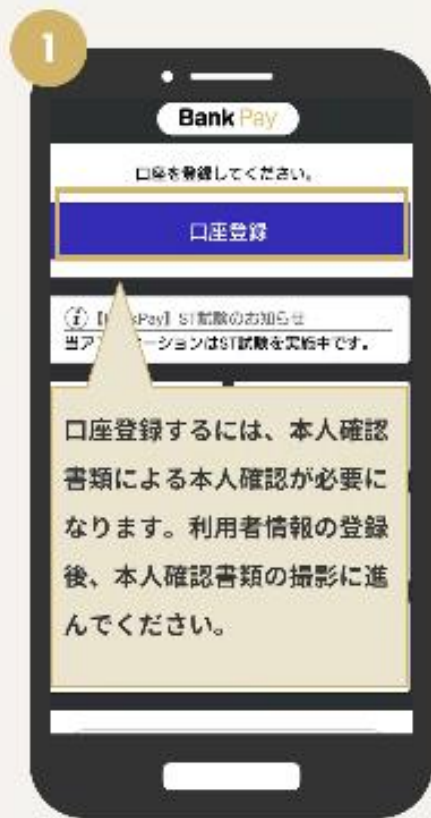 1
Bank Pay
口座を登録してください。
口座登録
Pay】ST試験のお知らせ
当ア ーションはST試験を実施中です。
口座登録するには、本人確認
書類による本人確認が必要に
なります。利用者情報の登録
後、本人確認書類の撮影に進
んでください。